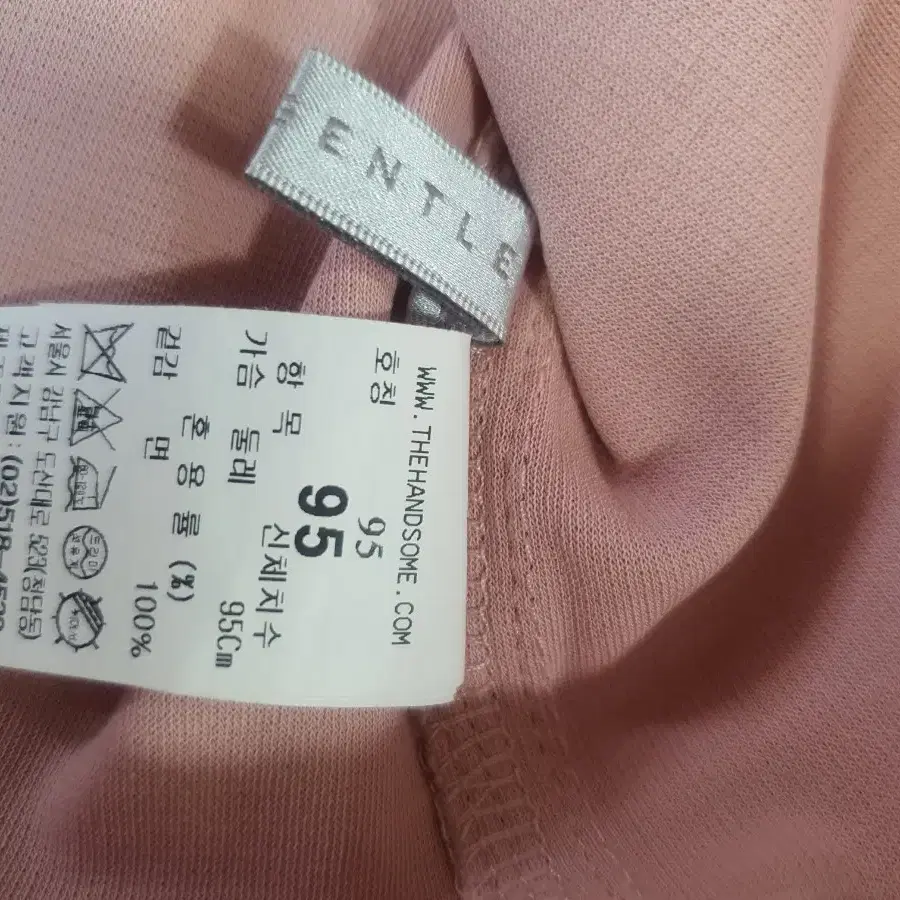 ENTLE
WWW.THEHANDSOME.COM
호칭 95
95
항 목 신체치수
가슴 둘레 95Cm
혼 용 률 (%)
겉감 면 100%
서울시 강남구 도산대로 523(청담동)
고객지원 : (02)518-